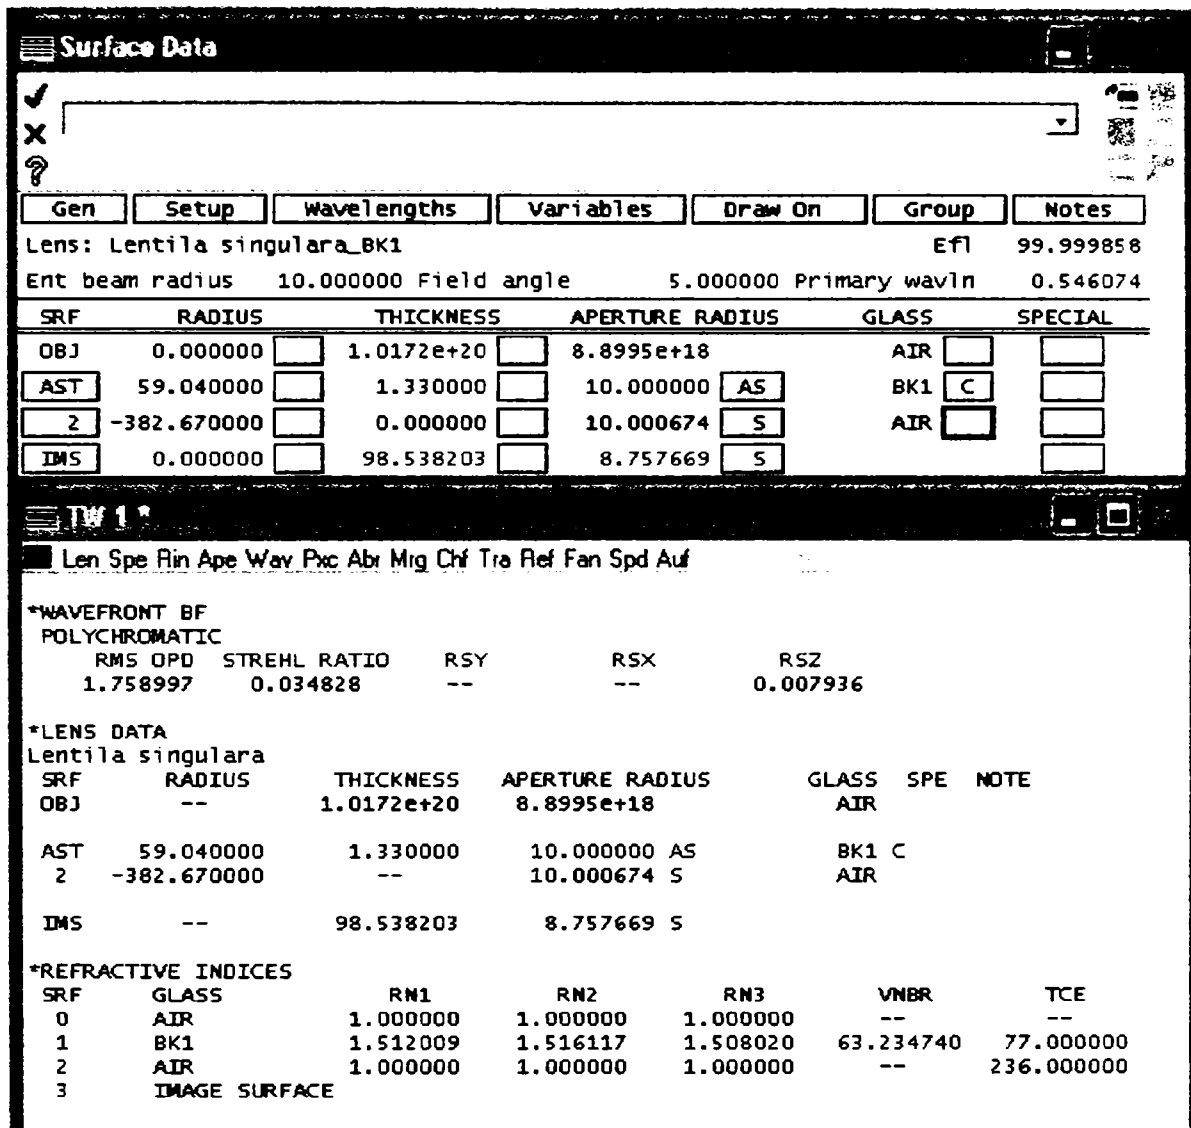 Surface Data
Gen Setup Wavelengths Variables Draw On Group Notes
Lens: Lentila singulara_BK1 Efl 99.999858
Ent beam radius 10.000000 Field angle 5.000000 Primary wavln 0.546074
SRF RADIUS THICKNESS APERTURE RADIUS GLASS SPECIAL
OBJ 0.000000 1.0172e+20 8.8995e+18 AIR
AST 59.040000 1.330000 10.000000 AS BK1 C
2 -382.670000 0.000000 10.000674 S AIR
IMS 0.000000 98.538203 8.757669 S
TW 1 *
Len Spe Rin Ape Wav Pxc Abr Mrg Chf Tra Ref Fan Spd Auf
*WAVEFRONT BF
POLYCHROMATIC
RMS OPD STREHL RATIO RSY RSX RSZ
1.758997 0.034828 -- -- 0.007936
*LENS DATA
Lentila singulara
SRF RADIUS THICKNESS APERTURE RADIUS GLASS SPE NOTE
OBJ -- 1.0172e+20 8.8995e+18 AIR
AST 59.040000 1.330000 10.000000 AS BK1 C
2 -382.670000 -- 10.000674 S AIR
IMS -- 98.538203 8.757669 S
*REFRACTIVE INDICES
SRF GLASS RN1 RN2 RN3 VNBR TCE
0 AIR 1.000000 1.000000 1.000000 -- --
1 BK1 1.512009 1.516117 1.508020 63.234740 77.000000
2 AIR 1.000000 1.000000 1.000000 -- 236.000000
3 IMAGE SURFACE